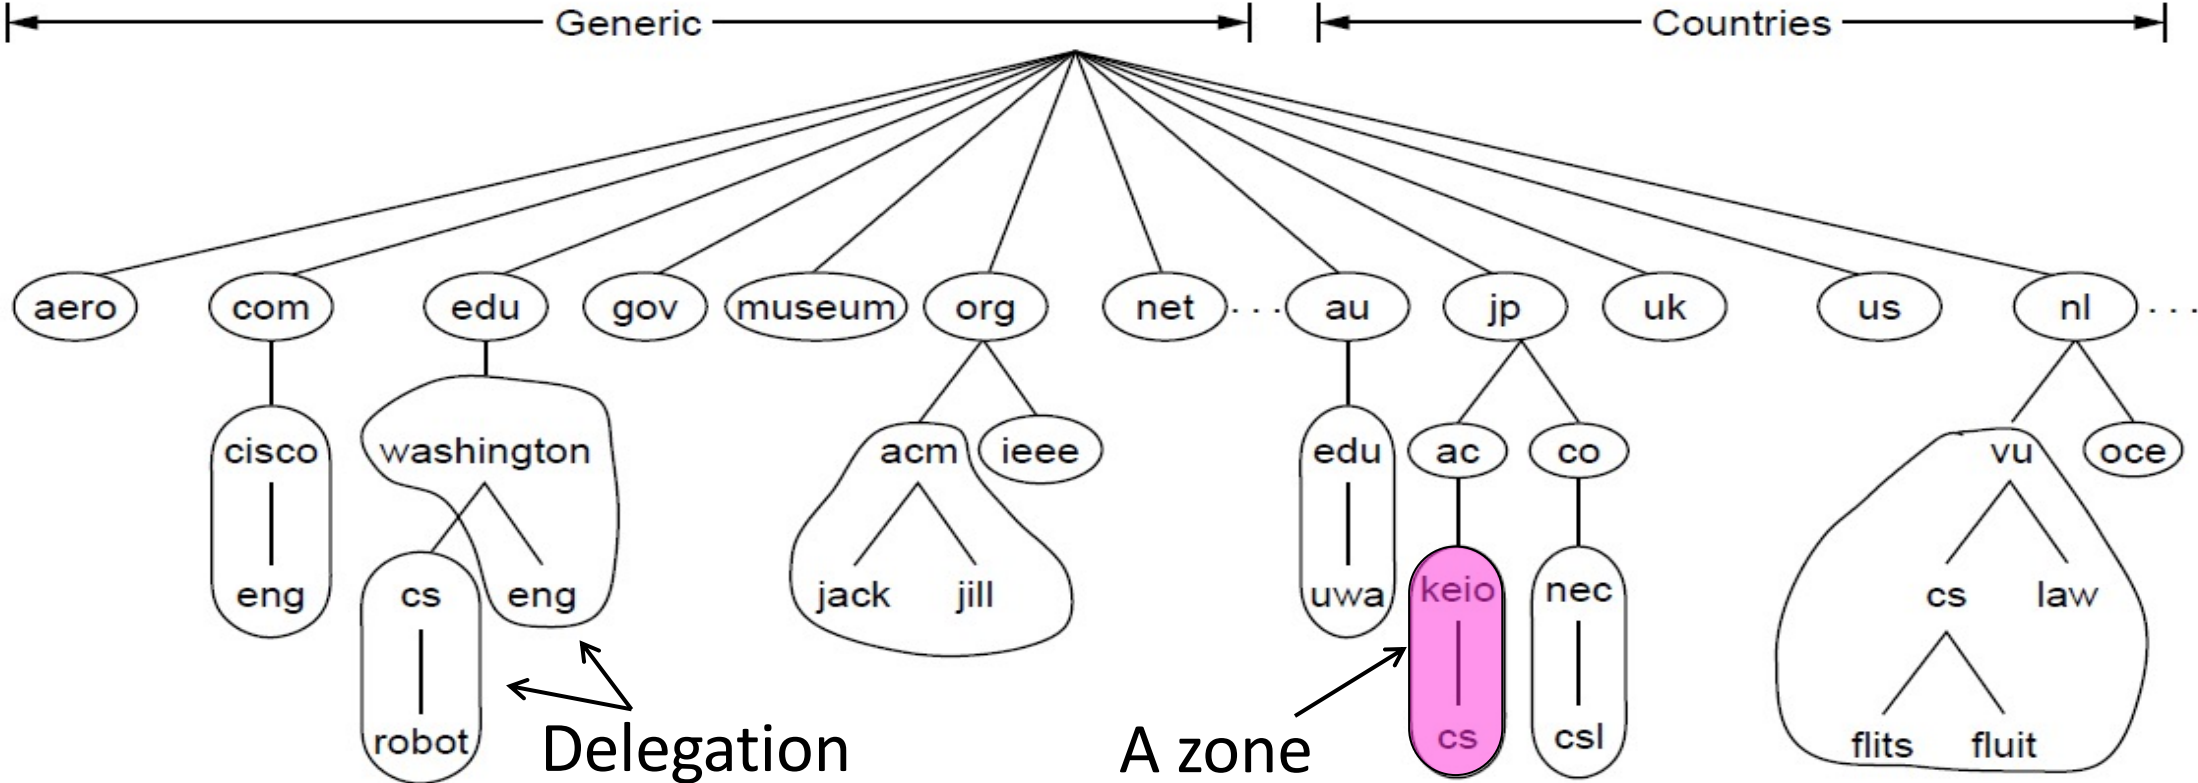 Generic Countries
aero com edu gov museum org net ... au jp uk us nl ...
cisco washington acm ieee edu ac co vu oce
eng cs eng jack jill uwa keio nec cs law
robot cs csl flits fluit
Delegation A zone